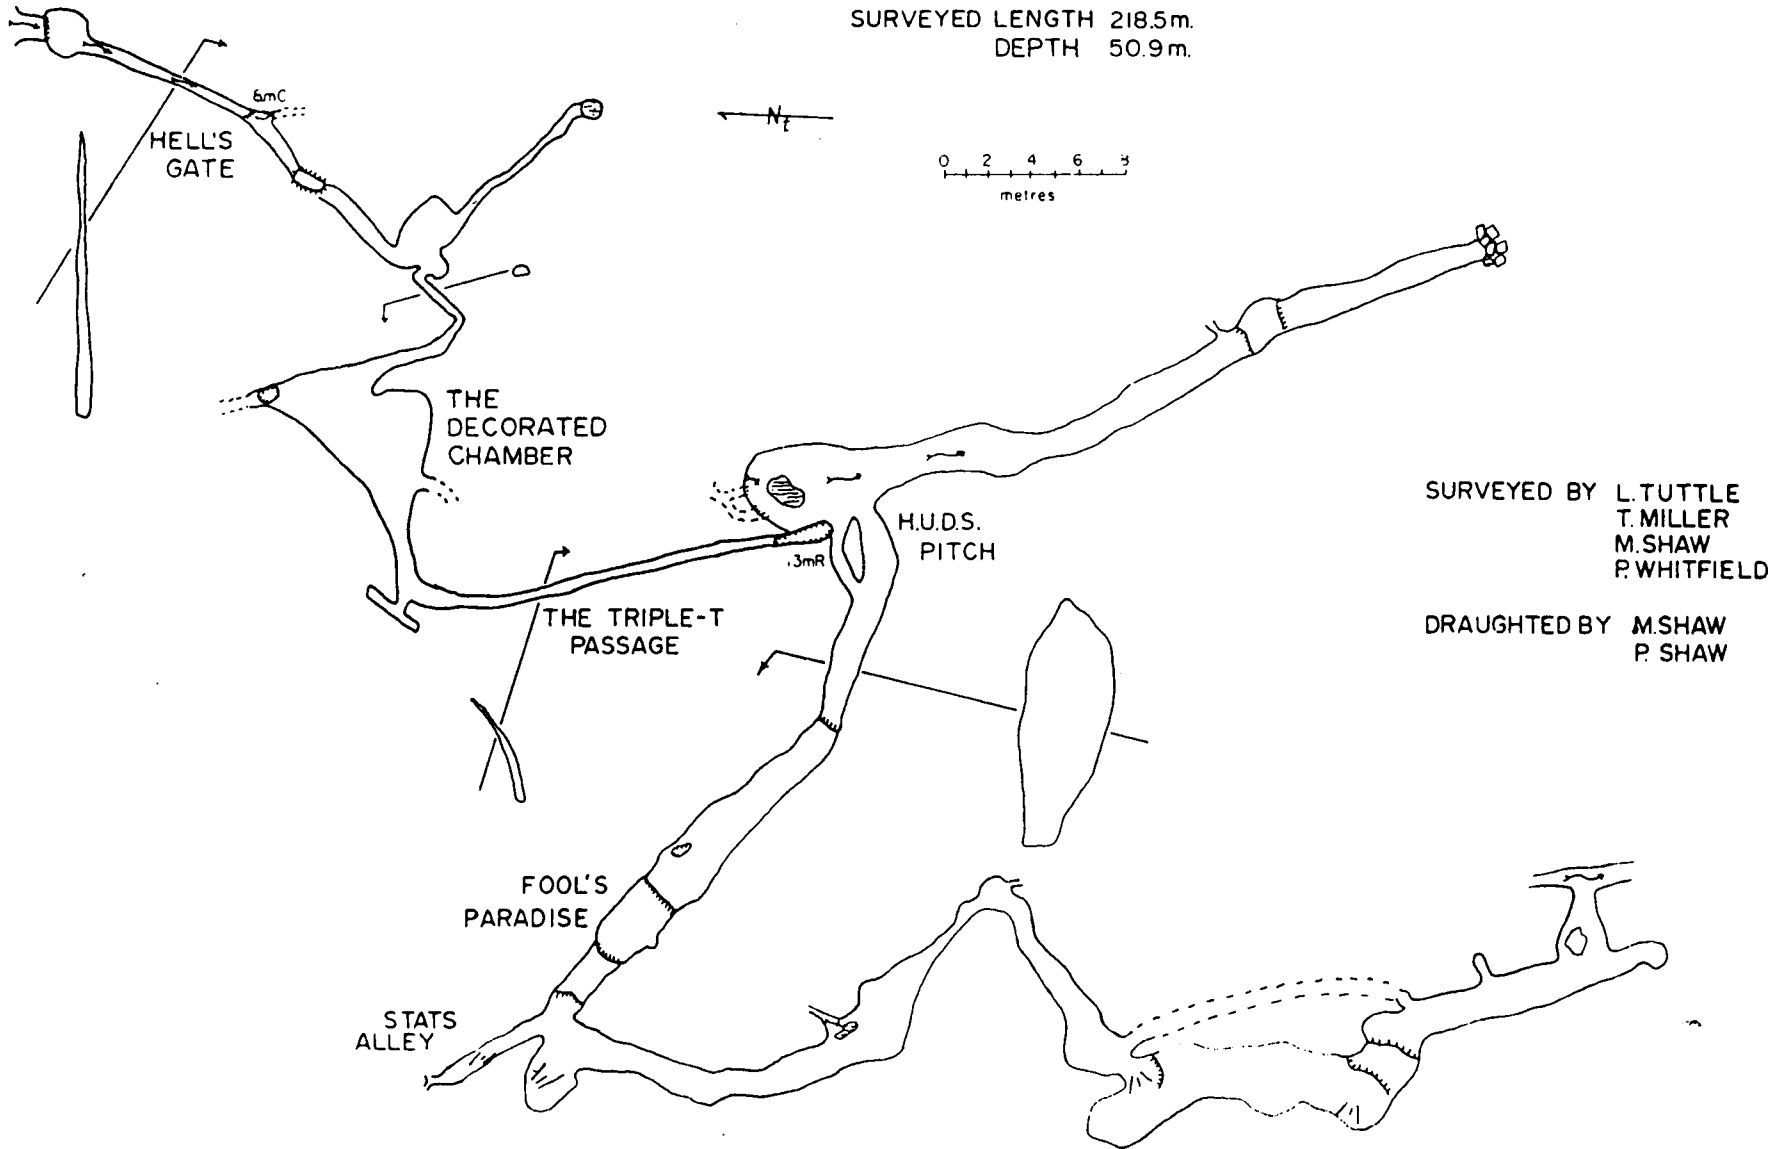 SURVEYED LENGTH 218.5m.
DEPTH 50.9m.
HELL'S
GATE
Nt
0 2 4 6 8
metres
THE
DECORATED
CHAMBER
H.U.D.S.
PITCH
3mR
THE TRIPLE-T
PASSAGE
SURVEYED BY L. TUTTLE
T. MILLER
M. SHAW
P. WHITFIELD
DRAUGHTED BY M. SHAW
P. SHAW
FOOL'S
PARADISE
STATS
ALLEY